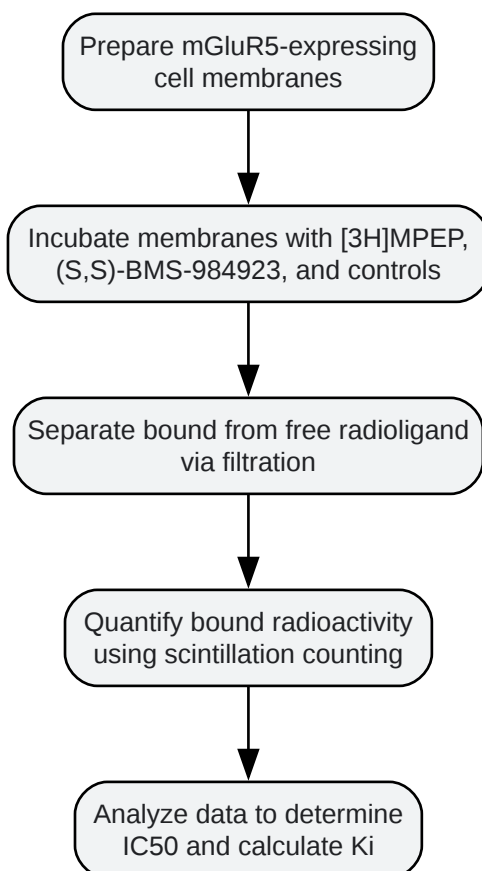 Prepare mGluR5-expressing
cell membranes
Incubate membranes with [3H]MPEP,
(S,S)-BMS-984923, and controls
Separate bound from free radioligand
via filtration
Quantify bound radioactivity
using scintillation counting
Analyze data to determine
IC50 and calculate Ki